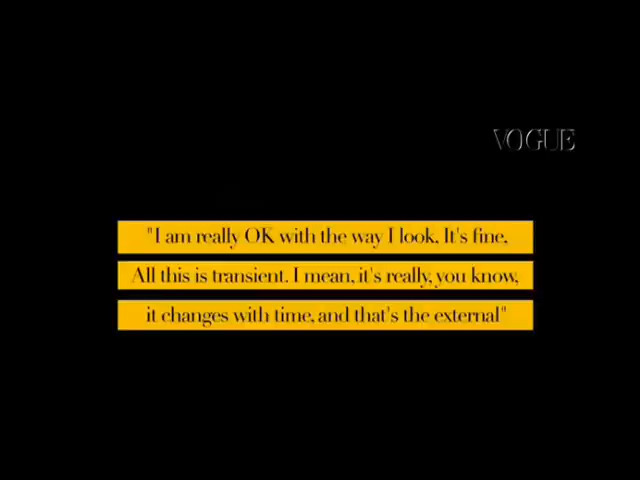 VOGUE
"I am really OK with the way I look, It's fine,
All this is transient. I mean, it's really, you know,
it changes with time, and that's the external"